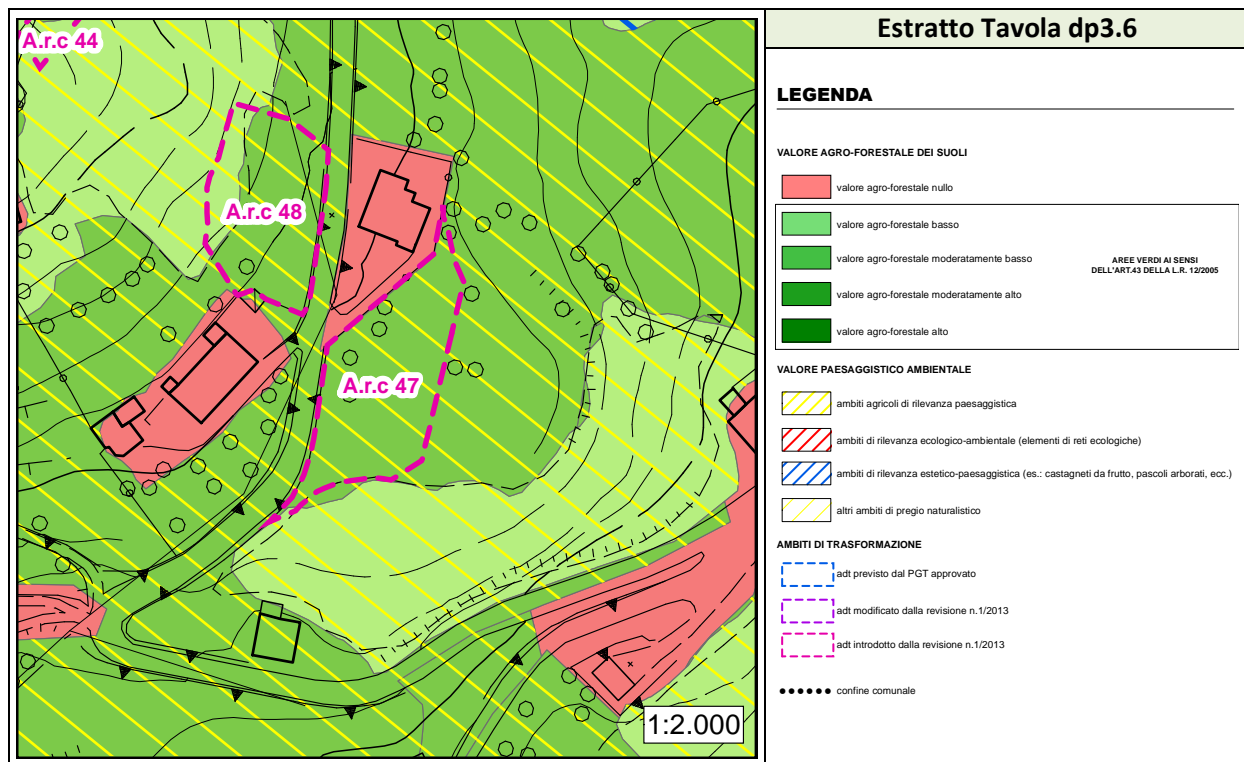 A.r.c 44
A.r.c 48
A.r.c 47
1:2.000
Estratto Tavola dp3.6
LEGENDA
VALORE AGRO-FORESTALE DEI SUOLI
valore agro-forestale nullo
valore agro-forestale basso
valore agro-forestale moderatamente basso
AREE VERDI AI SENSI
DELL'ART.43 DELLA L.R. 12/2005
valore agro-forestale moderatamente alto
valore agro-forestale alto
VALORE PAESAGGISTICO AMBIENTALE
ambiti agricoli di rilevanza paesaggistica
ambiti di rilevanza ecologico-ambientale (elementi di reti ecologiche)
ambiti di rilevanza estetico-paesaggistica (es.: castagneti da frutto, pascoli arborati, ecc.)
altri ambiti di pregio naturalistico
AMBITI DI TRASFORMAZIONE
adt previsto dal PGT approvato
adt modificato dalla revisione n.1/2013
adt introdotto dalla revisione n.1/2013
confine comunale